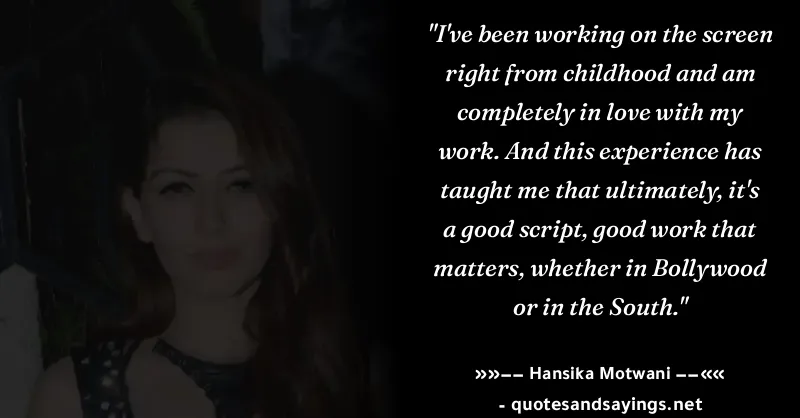 "I've been working on the screen
right from childhood and am
completely in love with my
work. And this experience has
taught me that ultimately, it's
a good script, good work that
matters, whether in Bollywood
or in the South."
»»−− Hansika Motwani −−««
- quotesandsayings.net